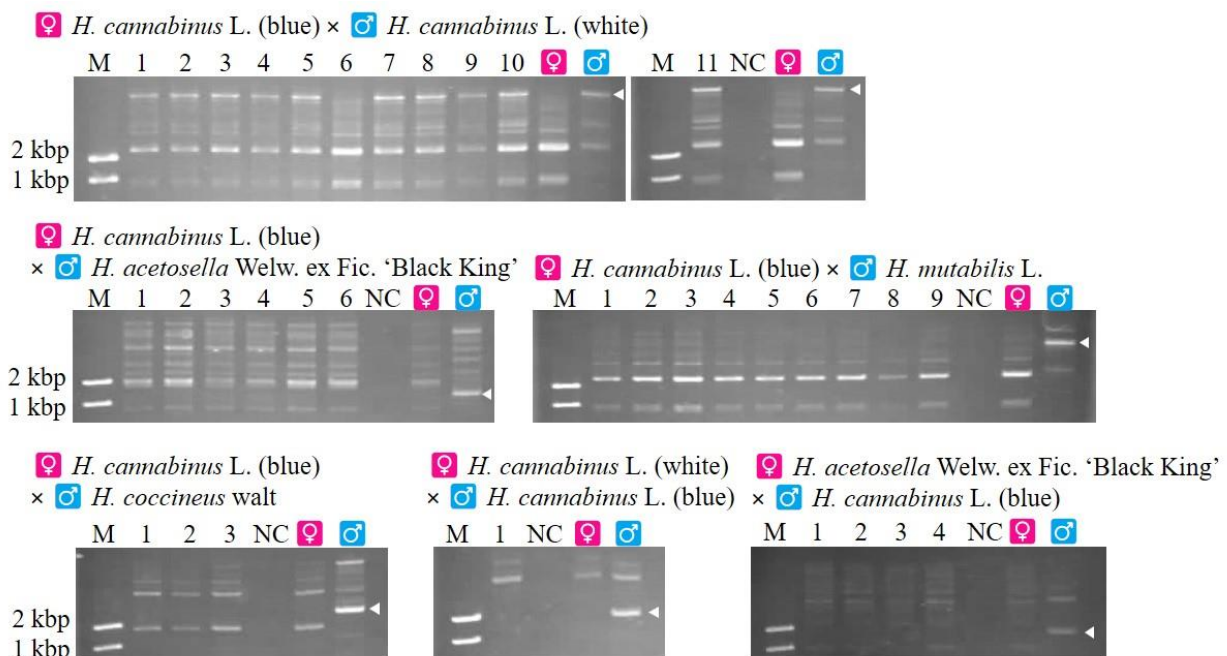 ♀ H. cannabinus L. (blue) × ♂ H. cannabinus L. (white)
M 1 2 3 4 5 6 7 8 9 10 ♀ ♂ M 11 NC ♀ ♂
2 kbp
1 kbp
♀ H. cannabinus L. (blue)
× ♂ H. acetosella Welw. ex Fic. ‘Black King’
M 1 2 3 4 5 6 NC ♀ ♂
2 kbp
1 kbp
♀ H. cannabinus L. (blue) × ♂ H. mutabilis L.
M 1 2 3 4 5 6 7 8 9 NC ♀ ♂
♀ H. cannabinus L. (blue)
× ♂ H. coccineus walt
M 1 2 3 NC ♀ ♂
2 kbp
1 kbp
♀ H. cannabinus L. (white)
× ♂ H. cannabinus L. (blue)
M 1 NC ♀ ♂
♀ H. acetosella Welw. ex Fic. ‘Black King’
× ♂ H. cannabinus L. (blue)
M 1 2 3 4 NC ♀ ♂